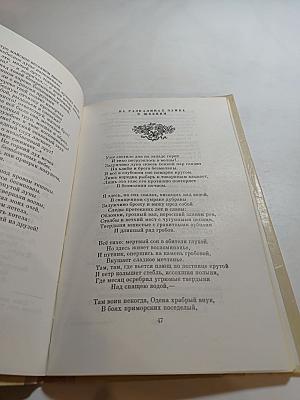 НА РАЗВАЛИНАХ ЗАМКА
В ШВЕЦИИ
Уже светило дня на западе горит
И тихо погрузилось в волны!..
Задумчиво луна сквозь тонкий пар глядит
На хляби и брега безмолвны.
И всё в глубоком сне поморие кругом.
Лишь изредка рыбарь к товарищам взывает,
Лишь эхо глас его протяжно повторяет
В безмолвии ночном.
Я здесь, на сих скалах, висящих над водой,
В священном сумраке дубравы
Задумчиво брожу и вижу пред собой
Следы протекших лет и славы:
Обломки, грозный вал, поросший злаком ров,
Столбы и ветхий мост с чугунными цепями,
Твердыни мшистые с гранитными зубцами
И длинный ряд гробов.
Всё тихо: мертвый сон в обители глухой.
Но здесь живет воспоминанье:
И путник, опершись на камень гробовой,
Вкушает сладкое мечтанье.
Там, там, где вьется плющ по лестнице крутой
И ветр колышет стебль, иссохшия полыни,
Где месяц осребрил угрюмые твердыни
Над спящею водой,—
Там воин некогда, Одена храбрый внук,
В боях приморских поседелый,
47